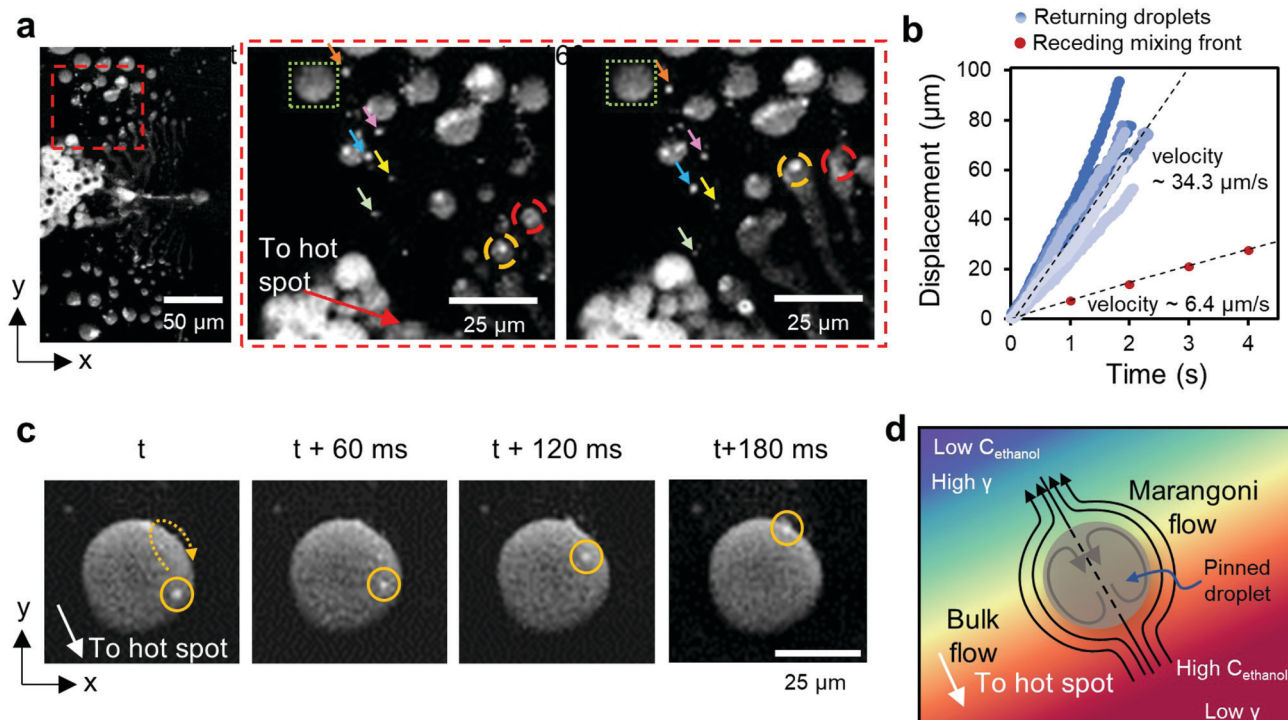 a
t
160
To hot
spot
y
x
50 µm
25 µm
25 µm
b
Returning droplets
Receding mixing front
Displacement (µm)
100
80
60
40
20
0
velocity
~ 34.3 µm/s
velocity ~ 6.4 µm/s
0 1 2 3 4
Time (s)
c
t
t + 60 ms
t + 120 ms
t+180 ms
To hot spot
y
x
25 µm
d
Low Cethanol
High γ
Marangoni
flow
Pinned
droplet
Bulk
flow
To hot spot
High Cethanol
Low γ